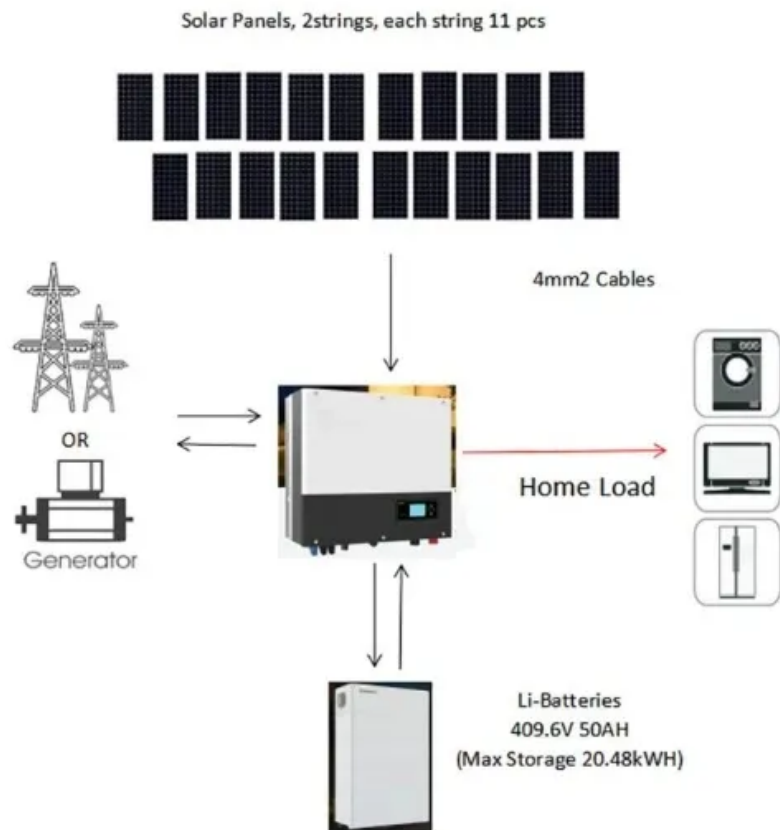 Solar Panels, 2strings, each string 11 pcs
4mm2 Cables
OR
Generator
Home Load
Li-Batteries
409.6V 50AH
(Max Storage 20.48kWH)